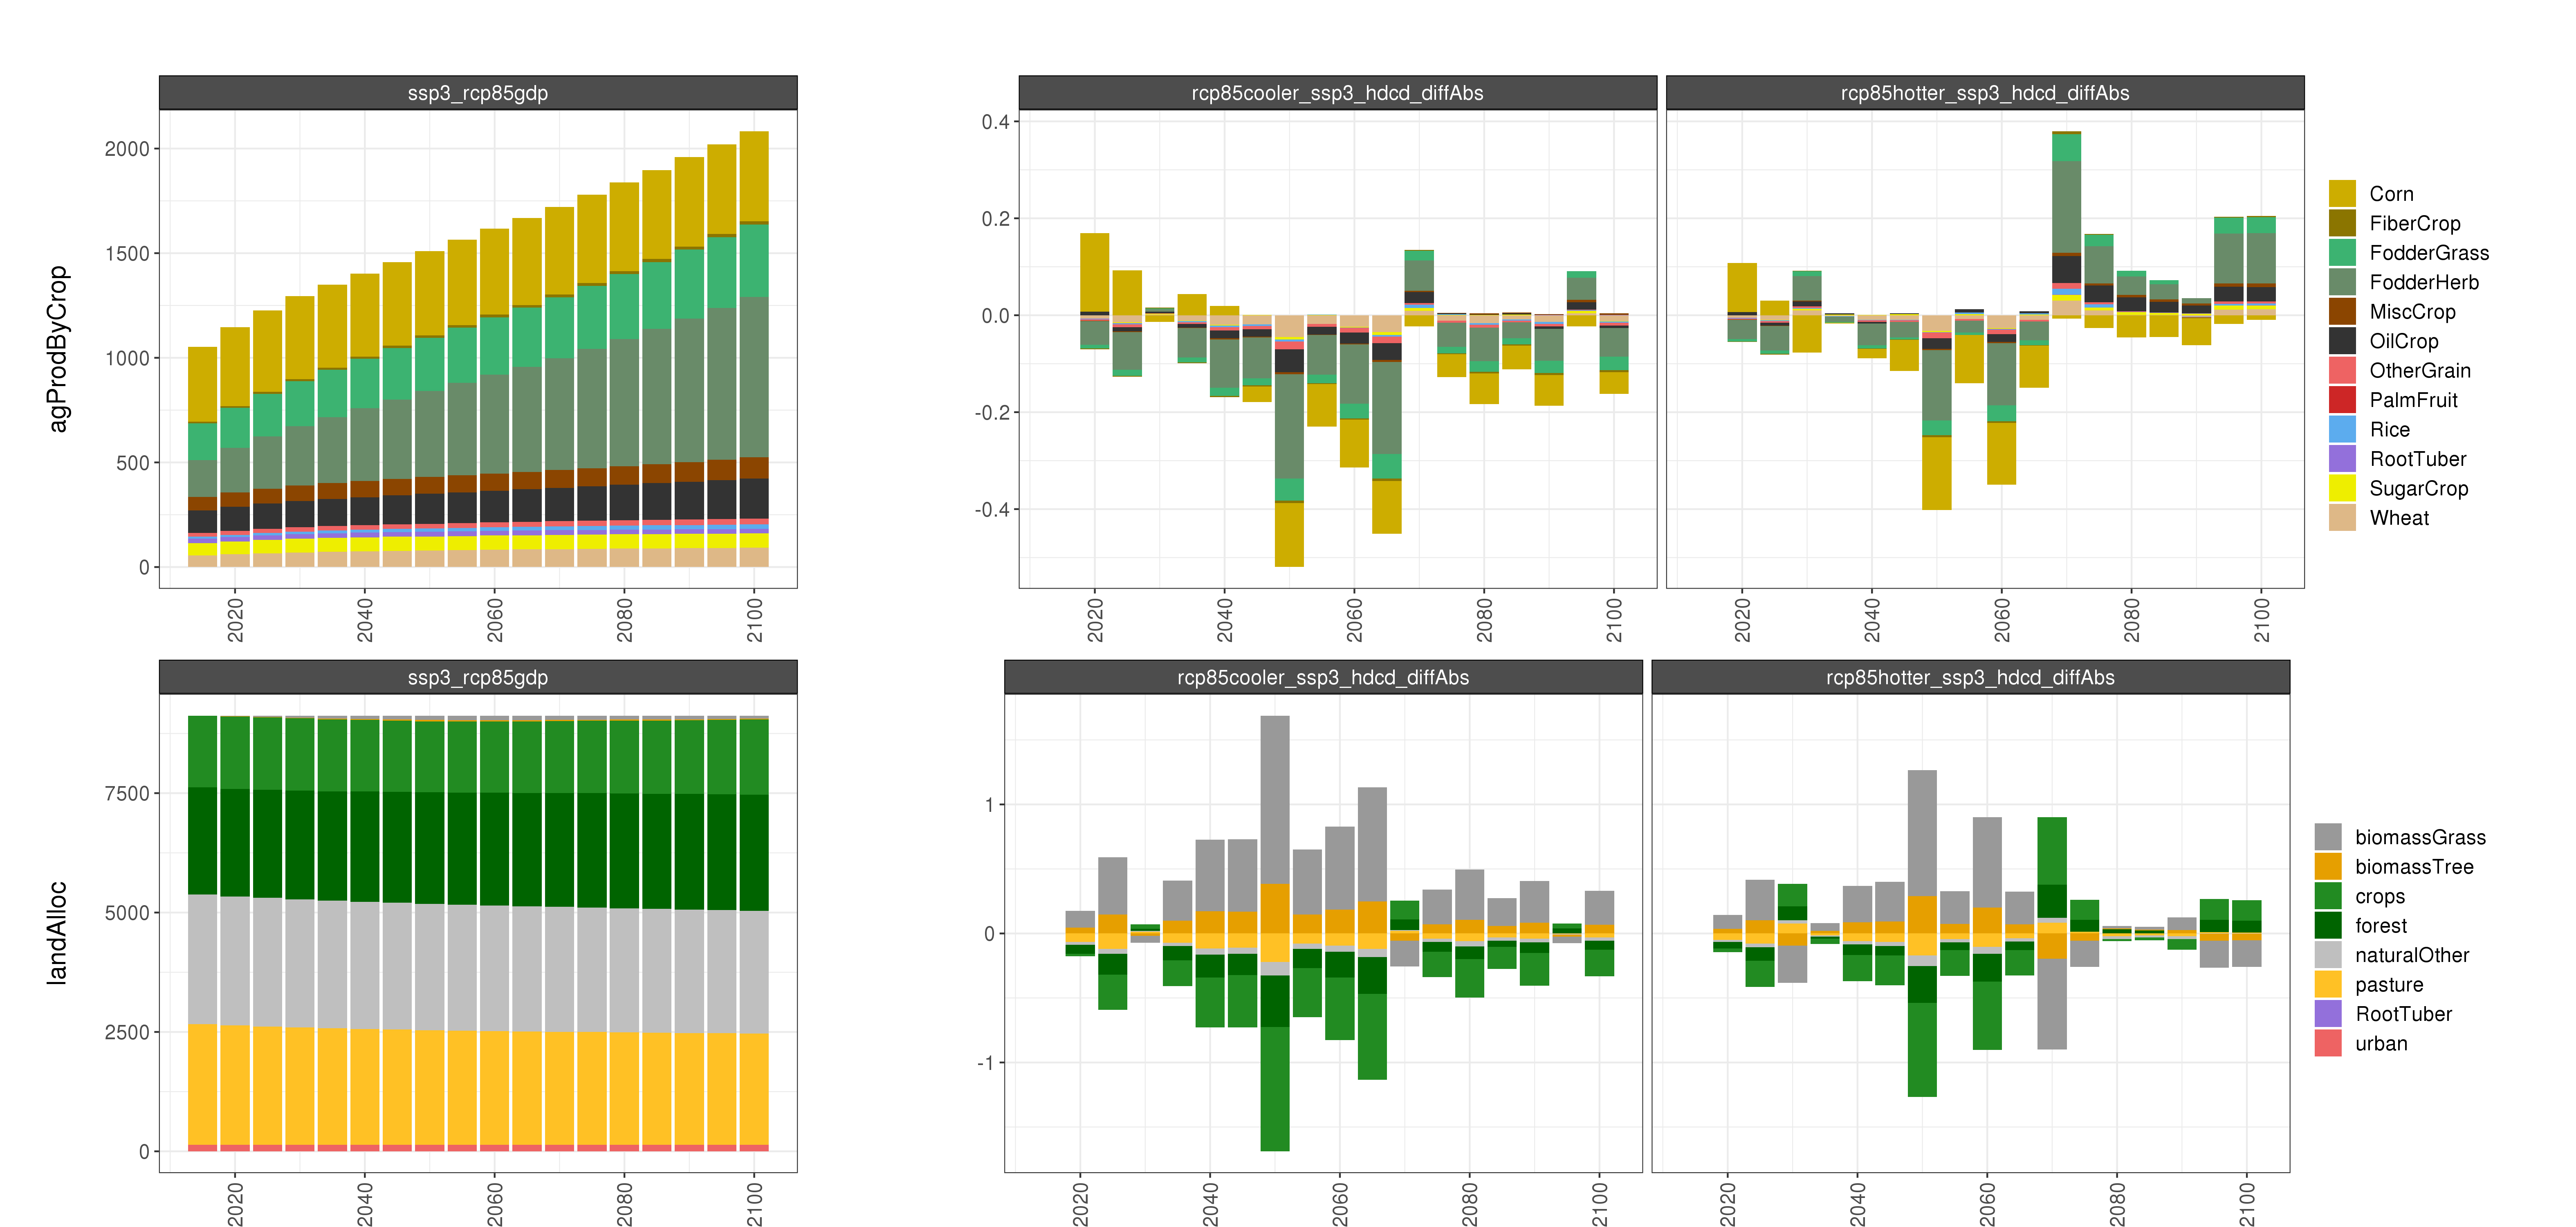 ssp3_rcp85gdp
rcp85cooler_ssp3_hdcd_diffAbs
rcp85hotter_ssp3_hdcd_diffAbs
agProdByCrop
2000
1500
1000
500
0
0.4
0.2
0.0
-0.2
-0.4
2020
2040
2060
2080
2100
2020
2040
2060
2080
2100
2020
2040
2060
2080
2100
Corn
FiberCrop
FodderGrass
FodderHerb
MiscCrop
OilCrop
OtherGrain
PalmFruit
Rice
RootTuber
SugarCrop
Wheat
ssp3_rcp85gdp
rcp85cooler_ssp3_hdcd_diffAbs
rcp85hotter_ssp3_hdcd_diffAbs
landAlloc
7500
5000
2500
0
1
0
-1
2020
2040
2060
2080
2100
2020
2040
2060
2080
2100
2020
2040
2060
2080
2100
biomassGrass
biomassTree
crops
forest
naturalOther
pasture
RootTuber
urban